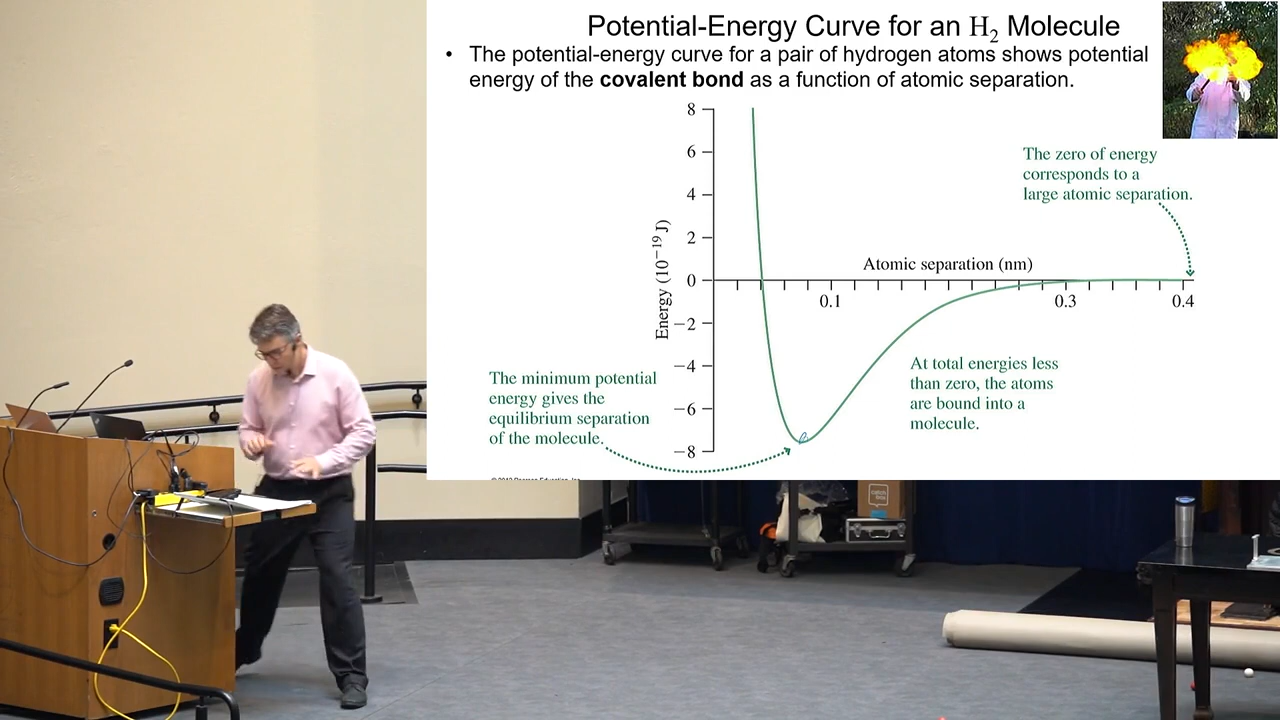 Potential-Energy Curve for an H₂ Molecule
• The potential-energy curve for a pair of hydrogen atoms shows potential
energy of the covalent bond as a function of atomic separation.
8
6
4
2
0
−2
−4
−6
−8
Energy (10⁻¹⁹ J)
Atomic separation (nm)
0.1
0.3
0.4
The zero of energy
corresponds to a
large atomic separation.
At total energies less
than zero, the atoms
are bound into a
molecule.
The minimum potential
energy gives the
equilibrium separation
of the molecule.